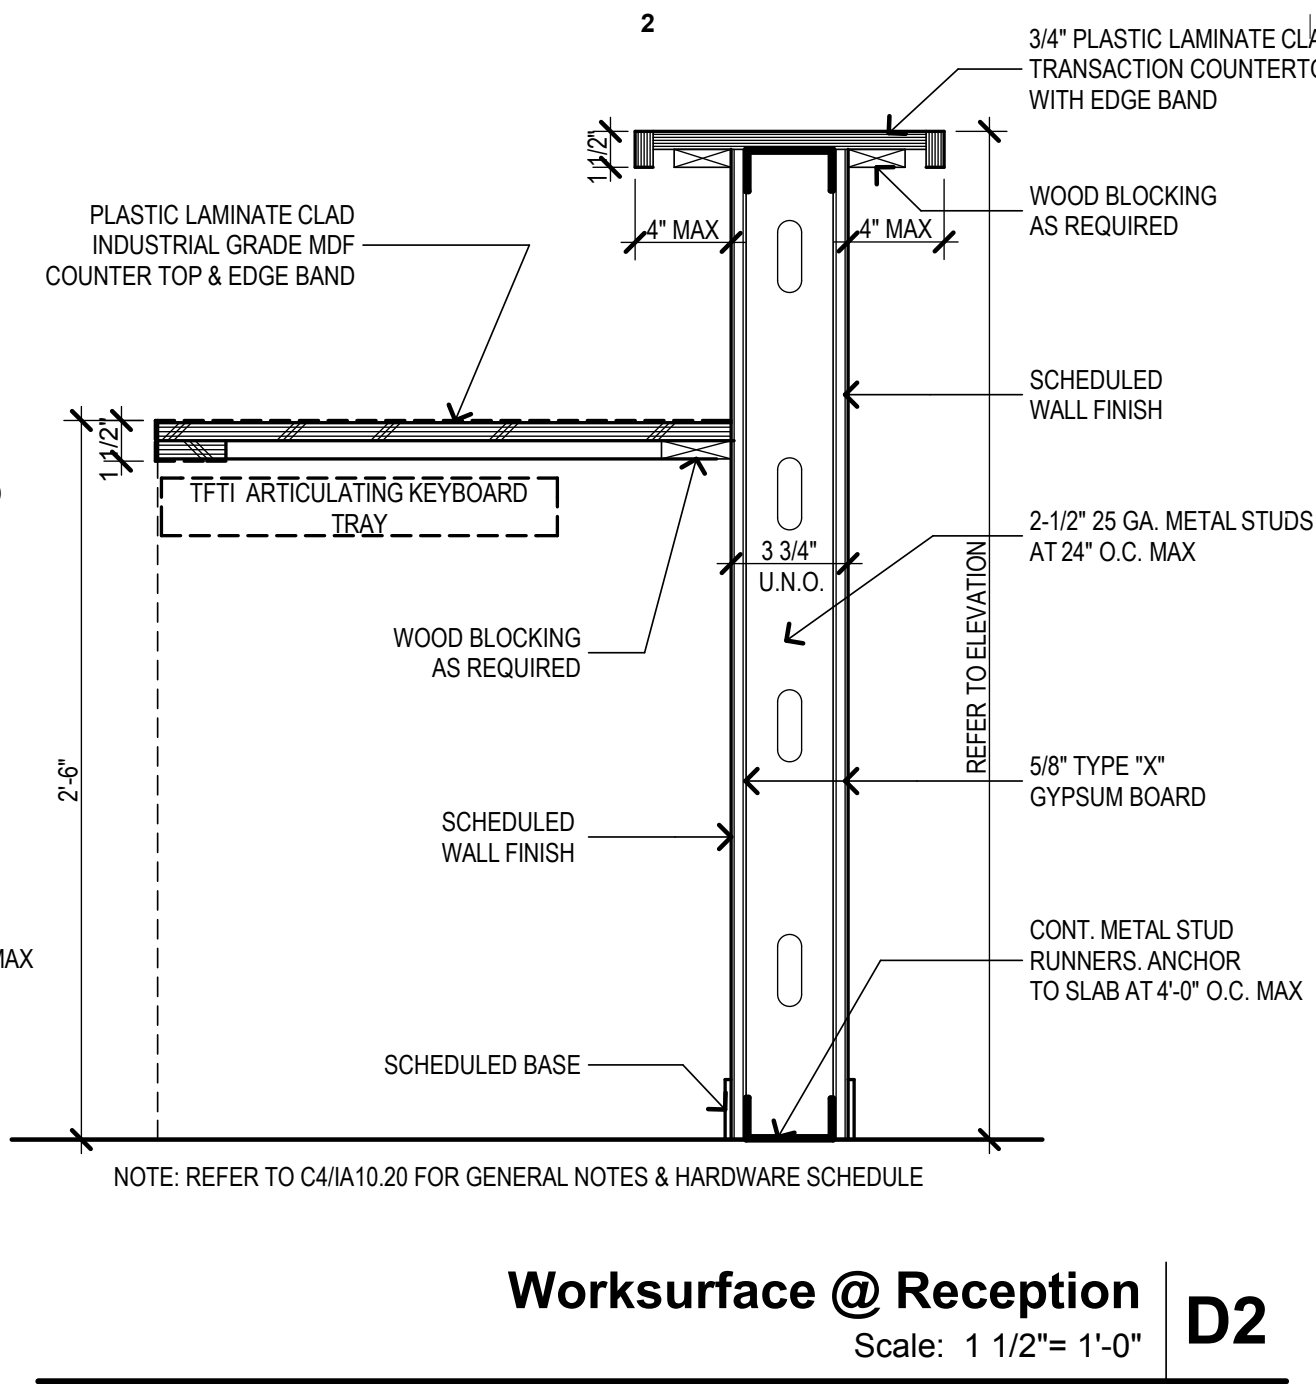 2
3/4" PLASTIC LAMINATE
TRANSACTION
WITH EDGE BAND
1 1/2"
WOOD BLOCKING
AS REQUIRED
4" MAX
4" MAX
PLASTIC LAMINATE CLAD
INDUSTRIAL GRADE MDF
COUNTER TOP & EDGE BAND
SCHEDULED
WALL FINISH
1 1/2"
TFTI ARTICULATING KEYBOARD
TRAY
2-1/2" 25 GA. METAL STUDS
AT 24" O.C. MAX
3 3/4"
U.N.O.
WOOD BLOCKING
AS REQUIRED
REFER TO ELEVATION
2'-6"
5/8" TYPE "X"
GYPSUM BOARD
SCHEDULED
WALL FINISH
MAX
CONT. METAL STUD
RUNNERS. ANCHOR
TO SLAB AT 4'-0" O.C. MAX
SCHEDULED BASE
NOTE: REFER TO C4/IA10.20 FOR GENERAL NOTES & HARDWARE SCHEDULE
Worksurface @ Reception
D2
Scale: 1 1/2"= 1'-0"